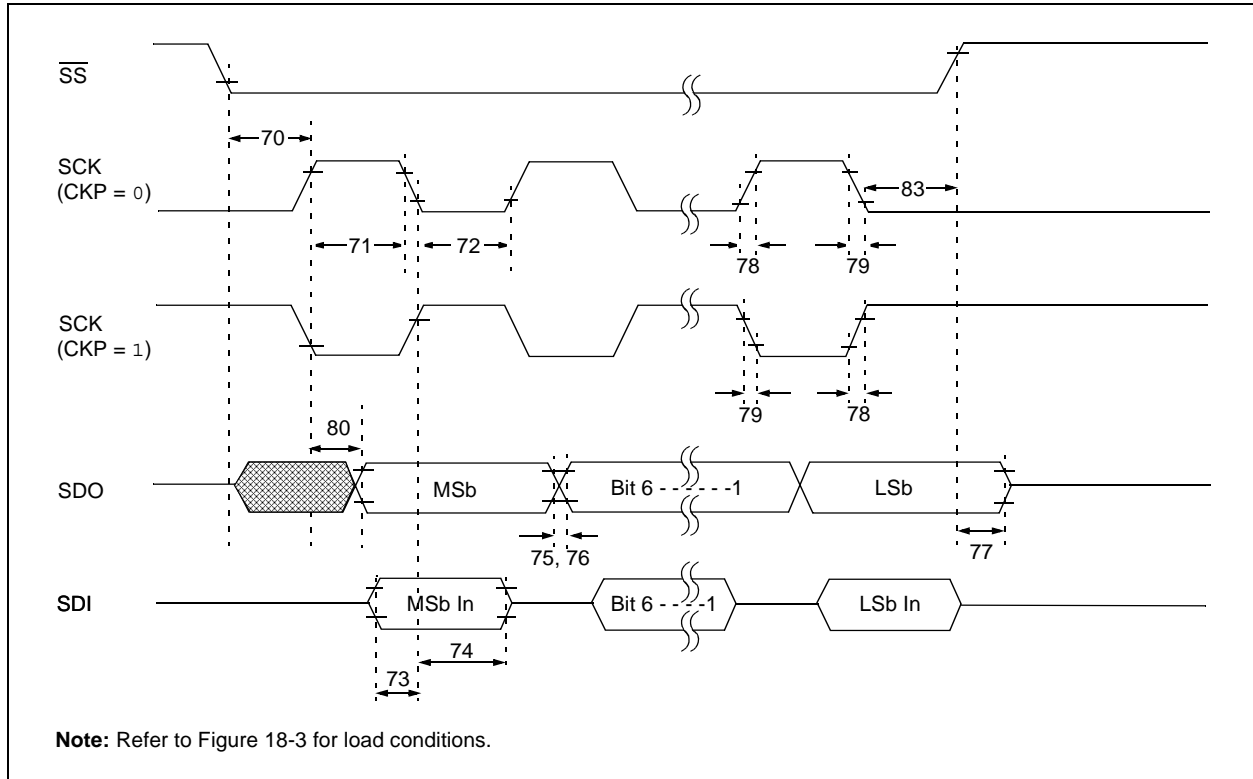 SS
70
SCK
(CKP = 0)
83
71
72
78
79
SCK
(CKP = 1)
79
78
80
SDO
MSb
Bit 6 - - - - - -1
LSb
75, 76
77
SDI
MSb In
Bit 6 - - - -1
LSb In
74
73
Note: Refer to Figure 18-3 for load conditions.